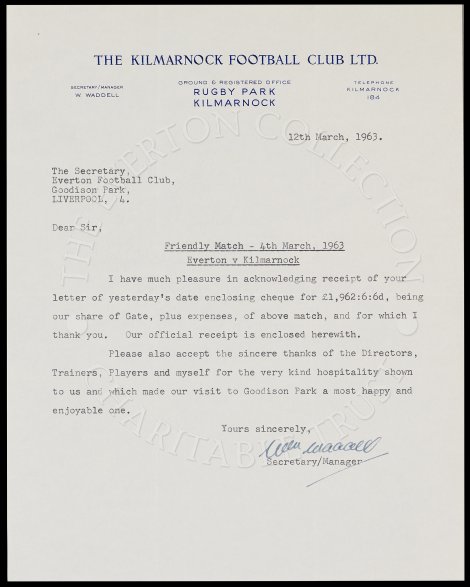 THE KILMARNOCK FOOTBALL CLUB LTD.
SECRETARY/MANAGER
W. WADDELL
GROUND & REGISTERED OFFICE
RUGBY PARK
KILMARNOCK
TELEPHONE
KILMARNOCK
184
12th March, 1963.
The Secretary,
Everton Football Club,
Goodison Park,
LIVERPOOL, 4.
Dear Sir,
Friendly Match - 4th March, 1963
Everton v Kilmarnock
I have much pleasure in acknowledging receipt of your
letter of yesterday's date enclosing cheque for £1,962:6:6d, being
our share of Gate, plus expenses, of above match, and for which I
thank you. Our official receipt is enclosed herewith.
Please also accept the sincere thanks of the Directors,
Trainers, Players and myself for the very kind hospitality shown
to us and which made our visit to Goodison Park a most happy and
enjoyable one.
Yours sincerely,
Secretary/Manager
THE EVERTON COLLECTION
CHARITABLE TRUST